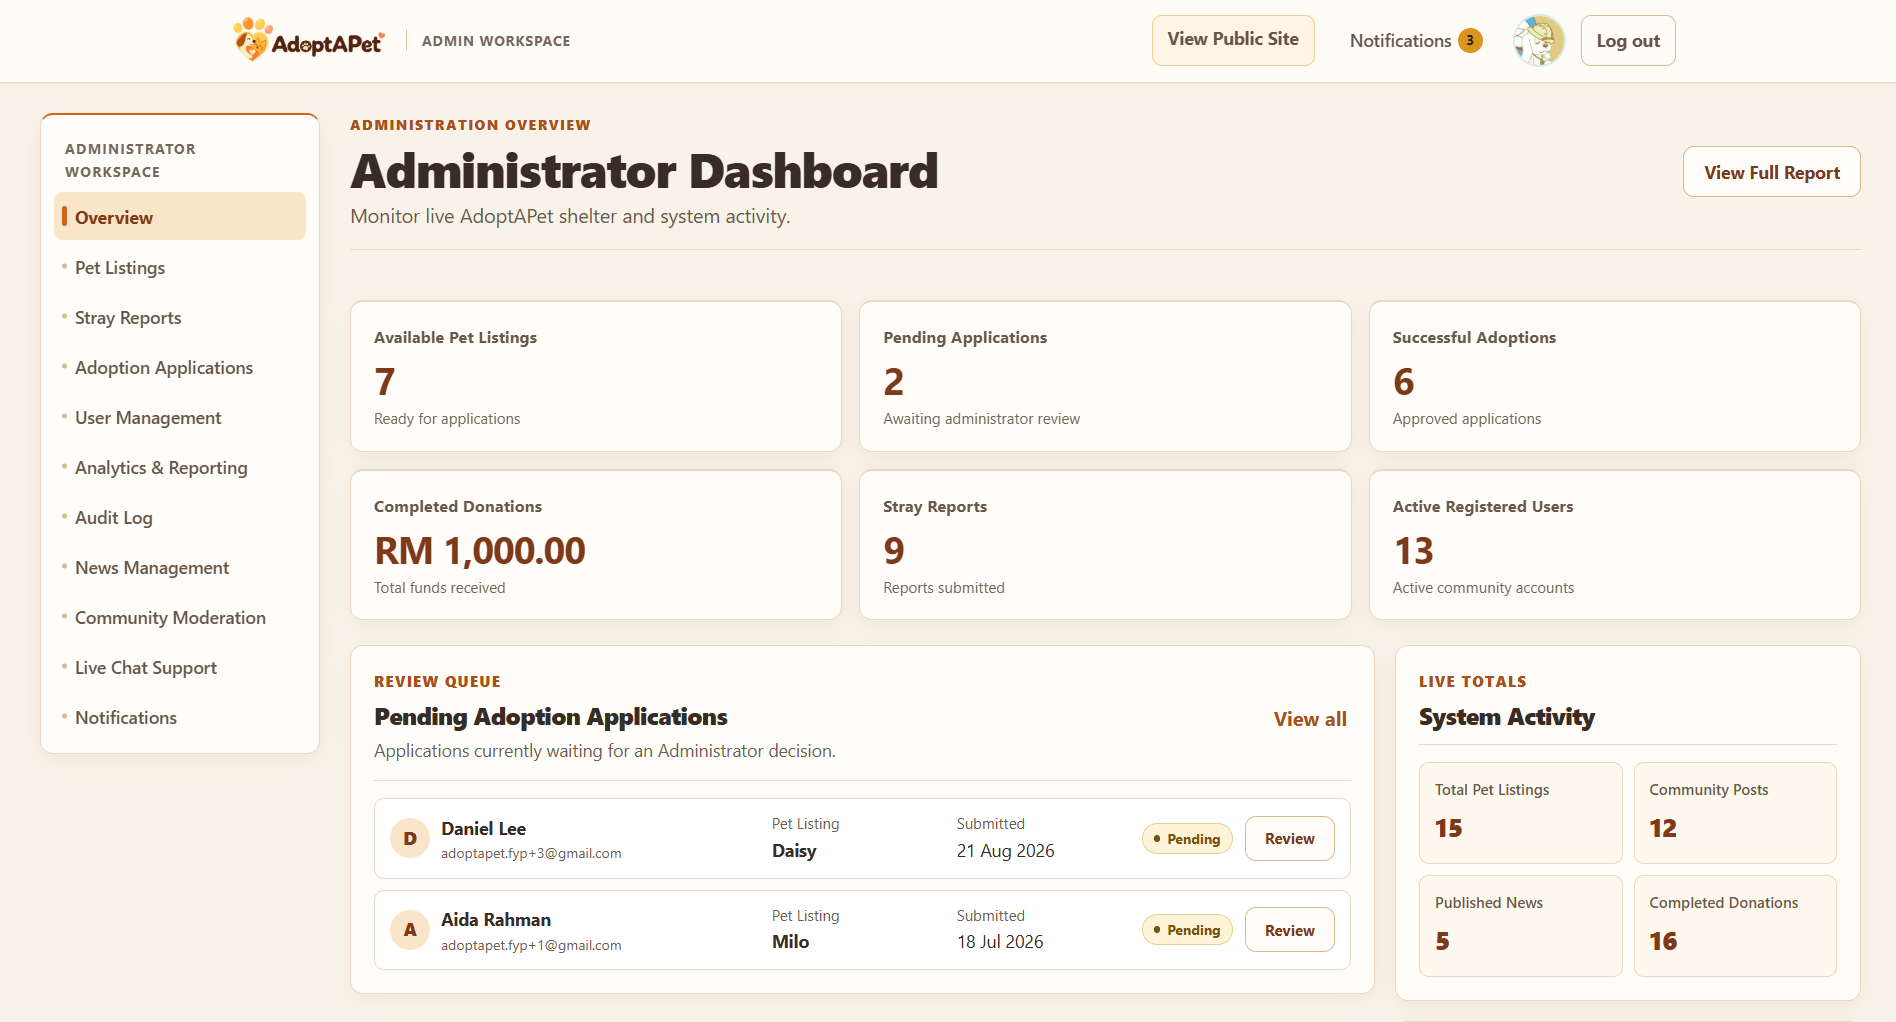 AdoptAPet
ADMIN WORKSPACE
View Public Site
Notifications 3
Log out
ADMINISTRATOR
WORKSPACE
Overview
Pet Listings
Stray Reports
Adoption Applications
User Management
Analytics & Reporting
Audit Log
News Management
Community Moderation
Live Chat Support
Notifications
ADMINISTRATION OVERVIEW
Administrator Dashboard
Monitor live AdoptAPet shelter and system activity.
View Full Report
Available Pet Listings
7
Ready for applications
Pending Applications
2
Awaiting administrator review
Successful Adoptions
6
Approved applications
Completed Donations
RM 1,000.00
Total funds received
Stray Reports
9
Reports submitted
Active Registered Users
13
Active community accounts
REVIEW QUEUE
Pending Adoption Applications
View all
Applications currently waiting for an Administrator decision.
D
Daniel Lee
adoptapet.fyp+3@gmail.com
Pet Listing
Daisy
Submitted
21 Aug 2026
Pending
Review
A
Aida Rahman
adoptapet.fyp+1@gmail.com
Pet Listing
Milo
Submitted
18 Jul 2026
Pending
Review
LIVE TOTALS
System Activity
Total Pet Listings
15
Community Posts
12
Published News
5
Completed Donations
16